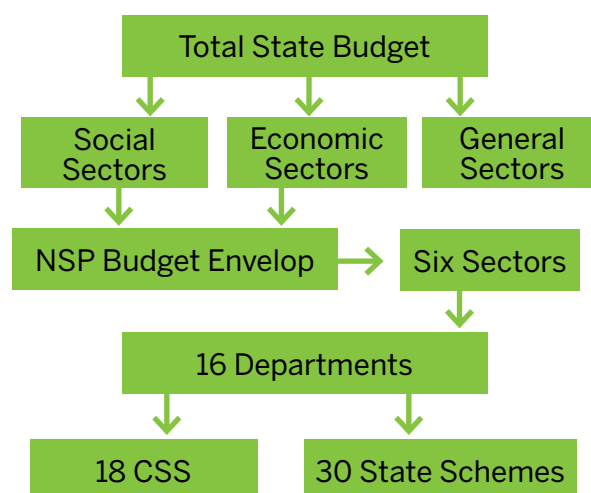 Total State Budget
Social
Sectors
Economic
Sectors
General
Sectors
NSP Budget Envelop
Six Sectors
16 Departments
18 CSS
30 State Schemes